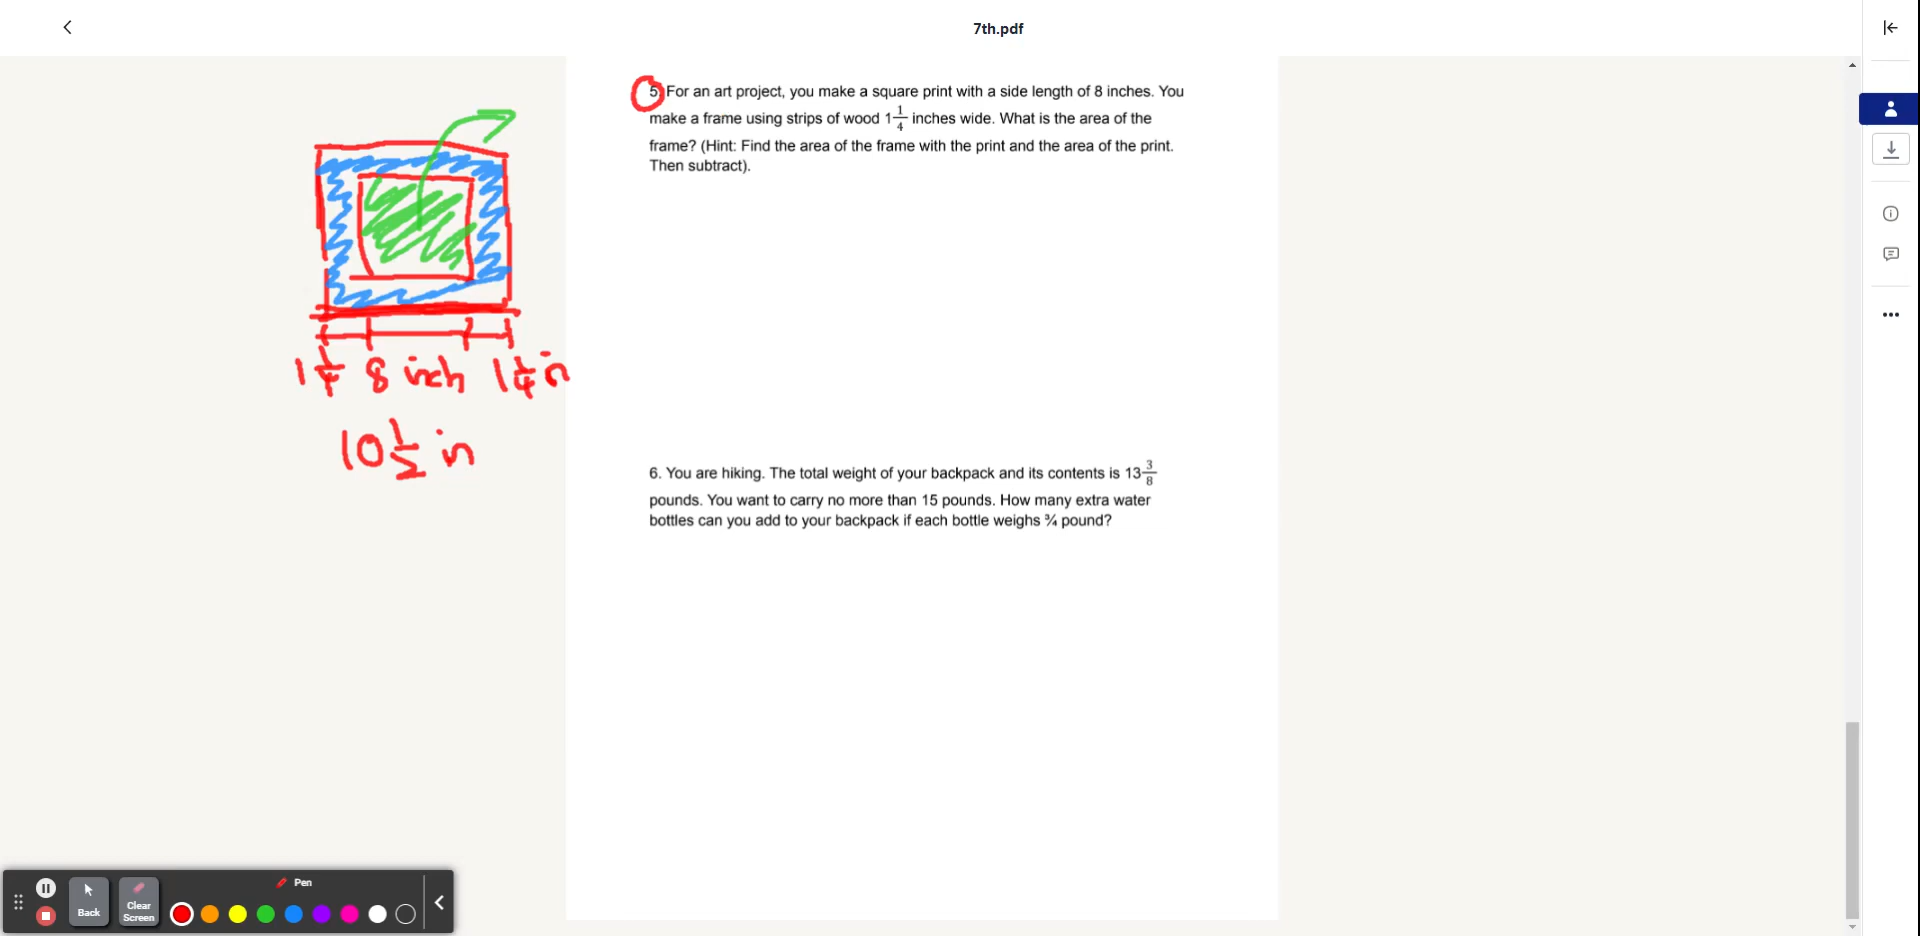 7th.pdf
5. For an art project, you make a square print with a side length of 8 inches. You
make a frame using strips of wood 1 1/4 inches wide. What is the area of the
frame? (Hint: Find the area of the frame with the print and the area of the print.
Then subtract).
1 1/4 8 inch 1 1/4 in
10 1/2 in
6. You are hiking. The total weight of your backpack and its contents is 13 3/8
pounds. You want to carry no more than 15 pounds. How many extra water
bottles can you add to your backpack if each bottle weighs ¾ pound?
Pen
Back
Clear
Screen